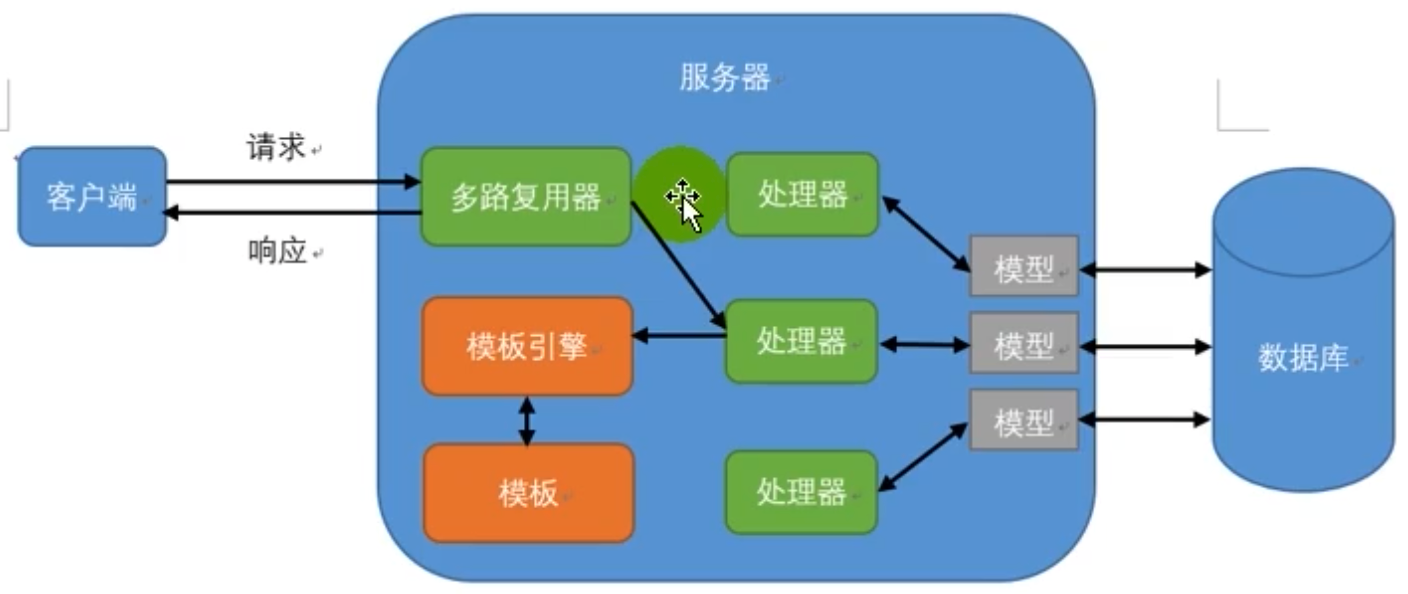 服务器
请求
客户端
多路复用器
处理器
响应
模型
模板引擎
处理器
模型
数据库
模型
模板
处理器